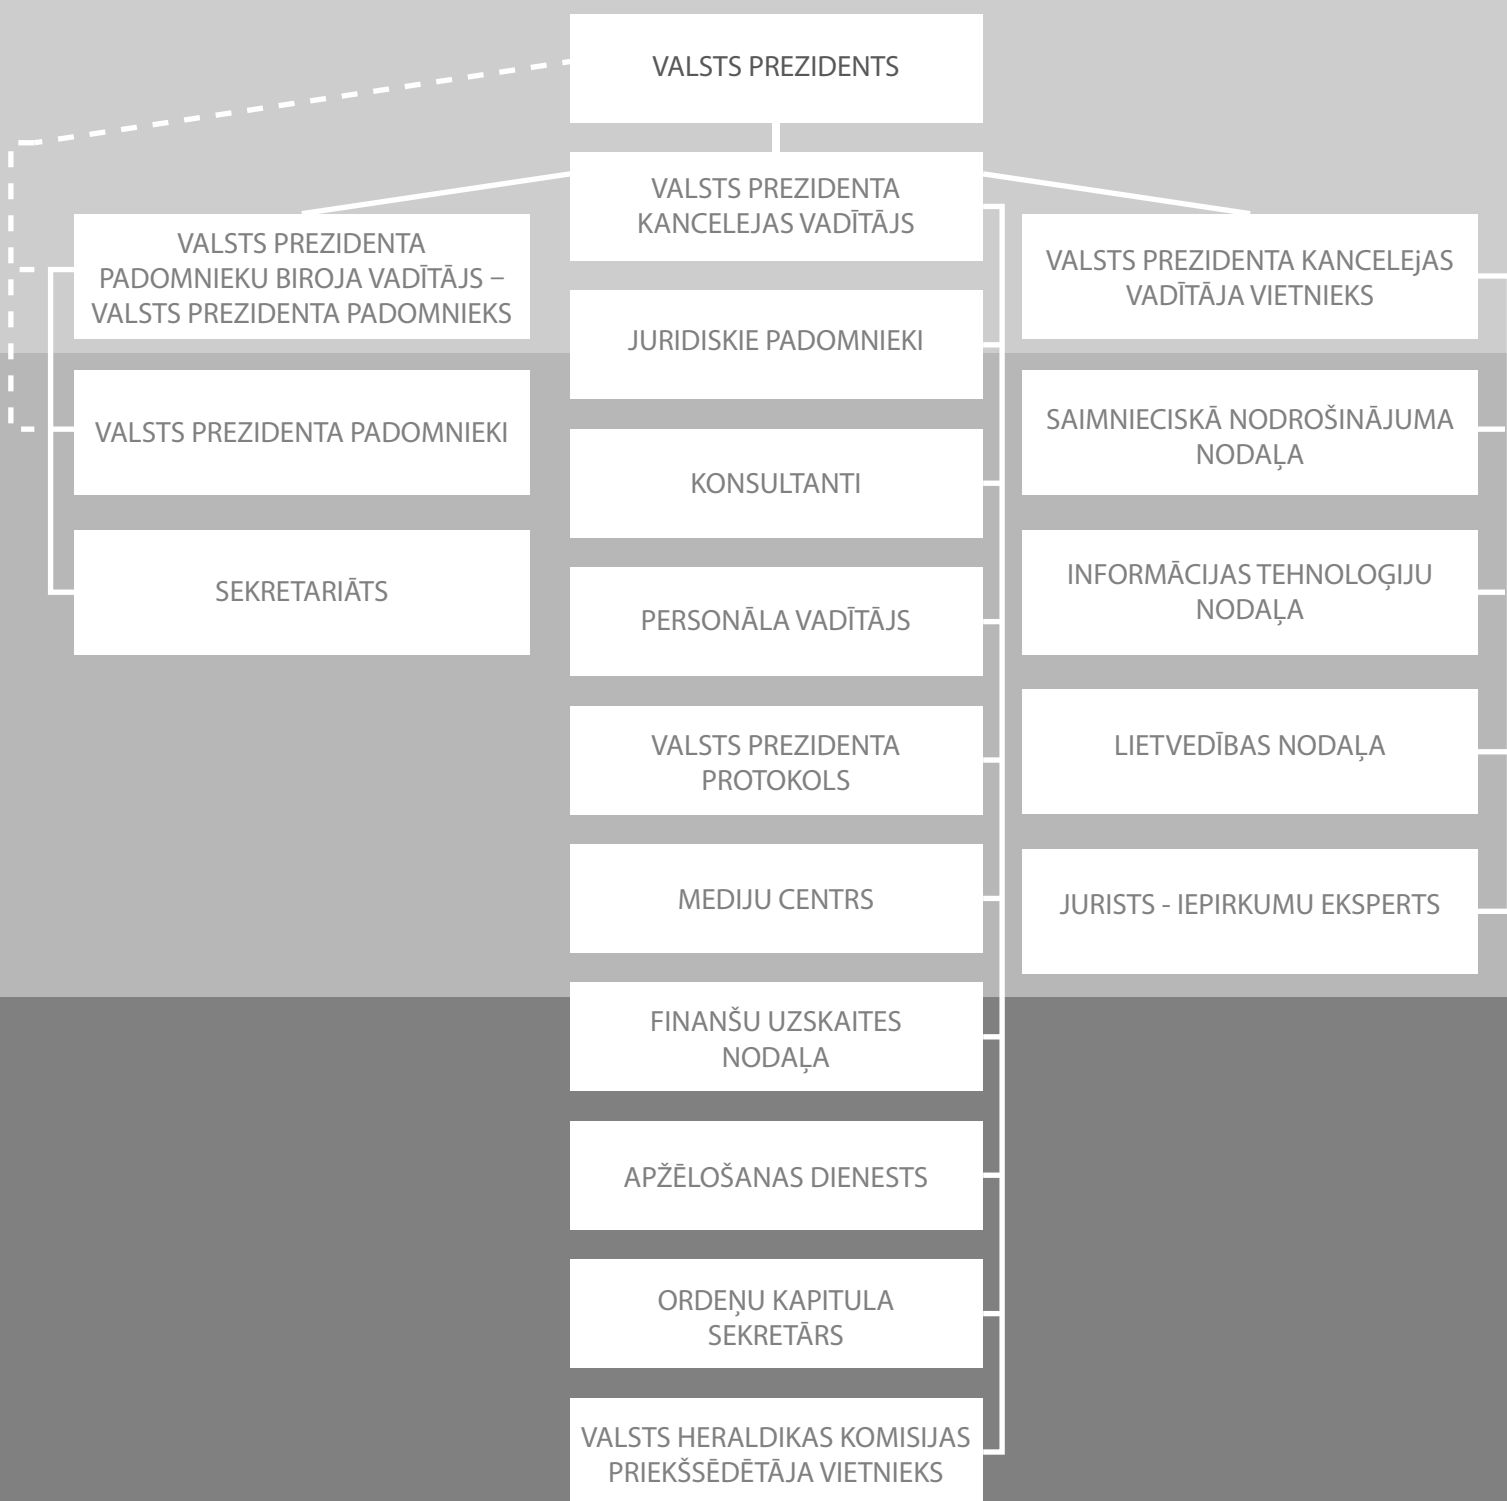 VALSTS PREZIDENTS
VALSTS PREZIDENTA
KANCELEJAS VADĪTĀJS
VALSTS PREZIDENTA
PADOMNIEKU BIROJA VADĪTĀJS –
VALSTS PREZIDENTA PADOMNIEKS
VALSTS PREZIDENTA PADOMNIEKI
SEKRETARIĀTS
JURIDISKIE PADOMNIEKI
KONSULTANTI
PERSONĀLA VADĪTĀJS
VALSTS PREZIDENTA
PROTOKOLS
MEDIJU CENTRS
FINANŠU UZSKAITES
NODAĻA
APŽĒLOŠANAS DIENESTS
ORDEŅU KAPITULA
SEKRETĀRS
VALSTS HERALDIKAS KOMISIJAS
PRIEKŠSĒDĒTĀJA VIETNIEKS
VALSTS PREZIDENTA KANCELEjAS
VADĪTĀJA VIETNIEKS
SAIMNIECISKĀ NODROŠINĀJUMA
NODAĻA
INFORMĀCIJAS TEHNOLOĢIJU
NODAĻA
LIETVEDĪBAS NODAĻA
JURISTS - IEPIRKUMU EKSPERTS